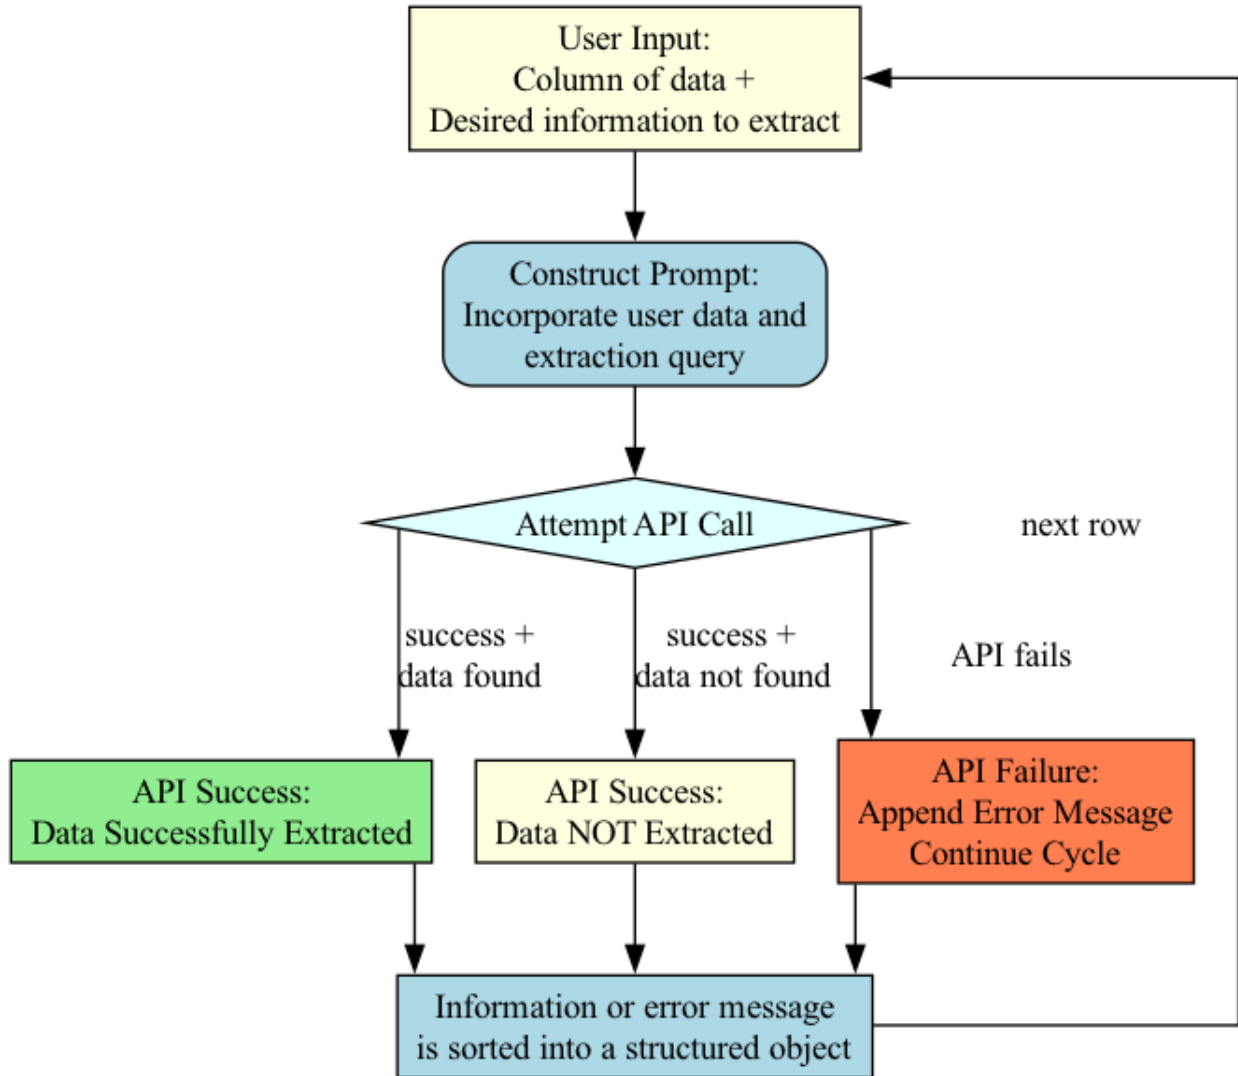 User Input:
Column of data +
Desired information to extract
Construct Prompt:
Incorporate user data and
extraction query
Attempt API Call
next row
success +
data found
success +
data not found
API fails
API Success:
Data Successfully Extracted
API Success:
Data NOT Extracted
API Failure:
Append Error Message
Continue Cycle
Information or error message
is sorted into a structured object